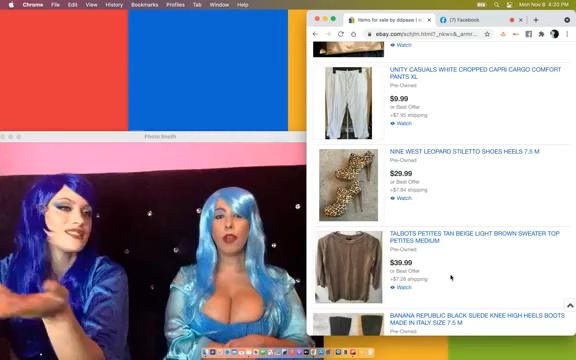 Chrome File Edit View History Bookmarks Profiles Tab Window Help
Mon Nov 8 4:20 PM
Items for sale by ddpaew
Facebook
Watch
UNITY CASUALS WHITE CROPPED CAPRI CARGO COMFORT
PANTS XL
Pre-Owned
$9.99
or Best Offer
+$7.95 shipping
Watch
Photo Booth
NINE WEST LEOPARD STILETTO SHOES HEELS 7.5 M
Pre-Owned
$29.99
or Best Offer
+$7.84 shipping
Watch
TALBOTS PETITES TAN BEIGE LIGHT BROWN SWEATER TOP
PETITES MEDIUM
Pre-Owned
$39.99
or Best Offer
+$7.28 shipping
Watch
BANANA REPUBLIC BLACK SUEDE KNEE HIGH HEELS BOOTS
MADE IN ITALY SIZE 7.5 M
Pre-Owned